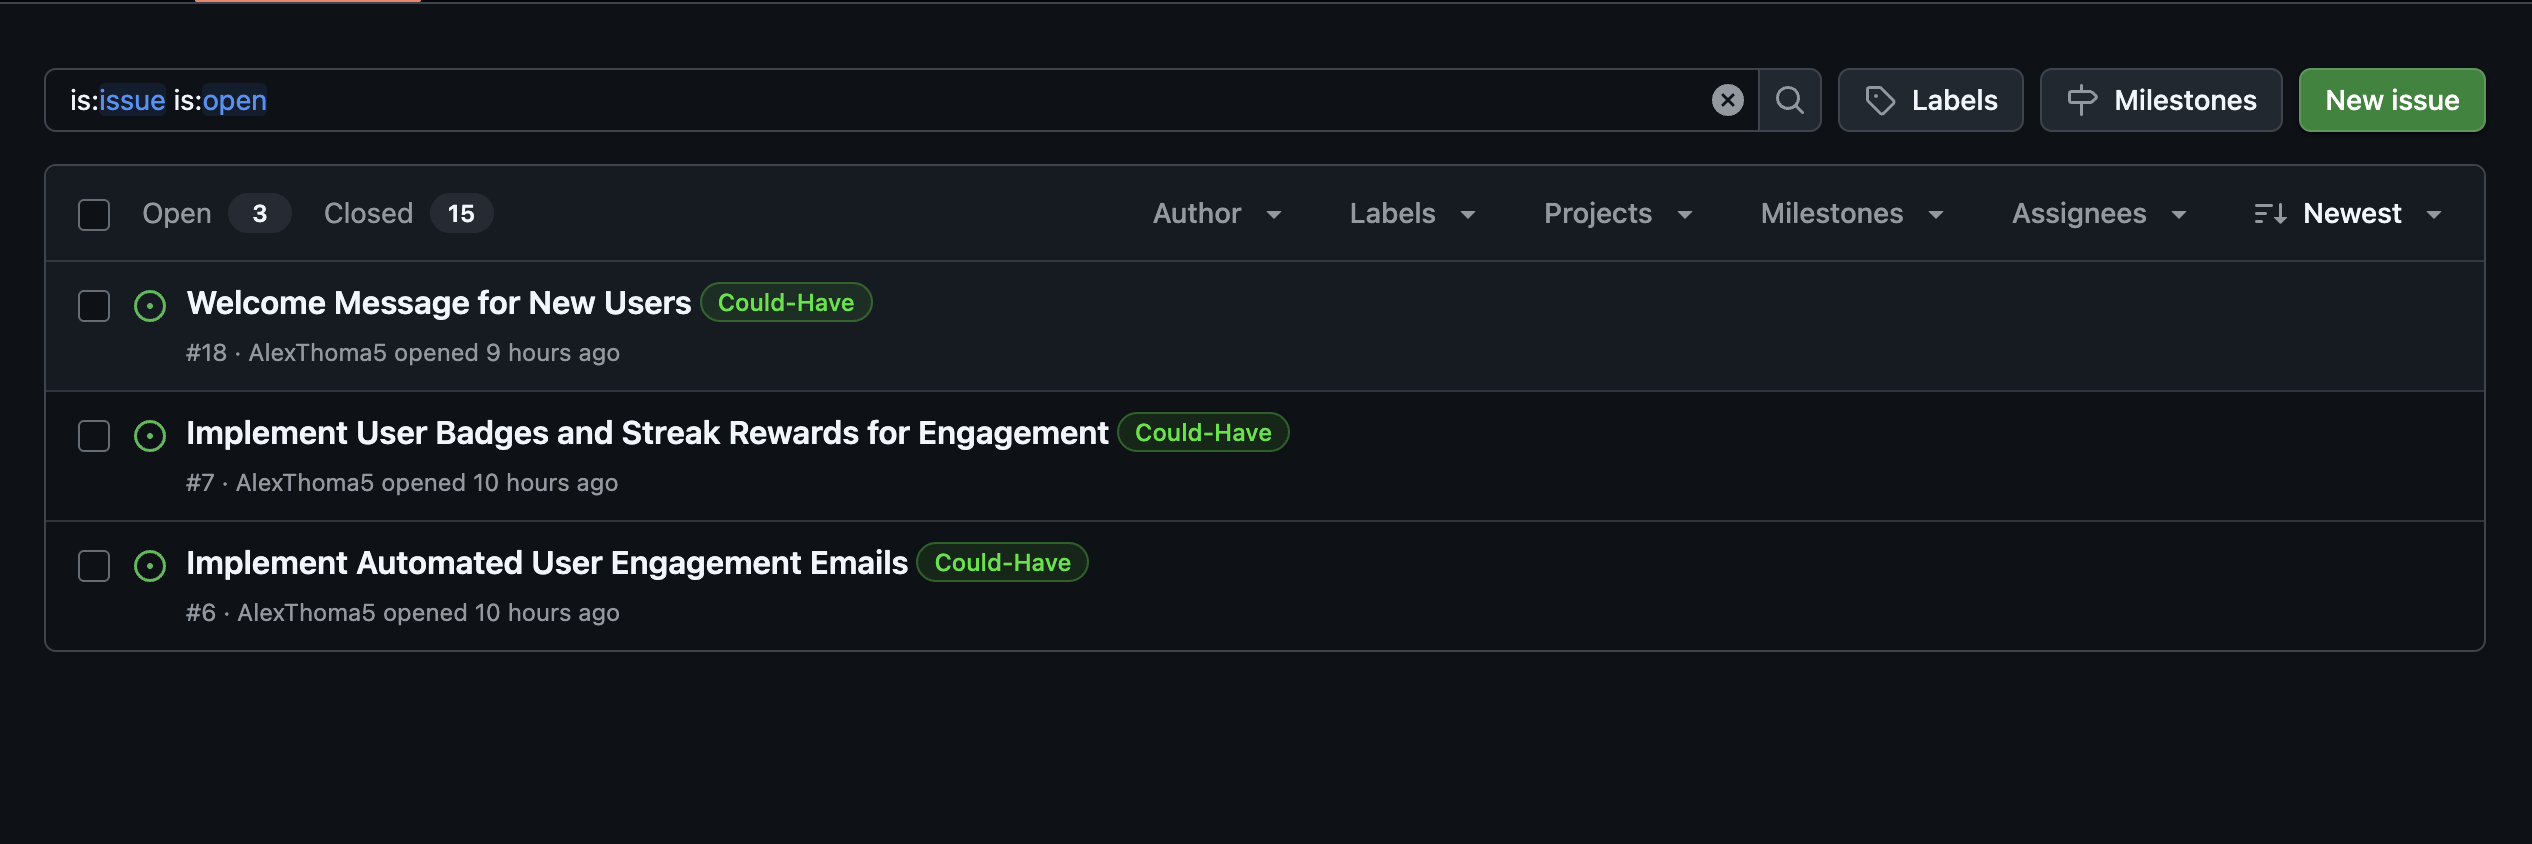 is:issue is:open
Labels
Milestones
New issue
Open 3 Closed 15 Author Labels Projects Milestones Assignees Newest
Welcome Message for New Users Could-Have
#18 · AlexThoma5 opened 9 hours ago
Implement User Badges and Streak Rewards for Engagement Could-Have
#7 · AlexThoma5 opened 10 hours ago
Implement Automated User Engagement Emails Could-Have
#6 · AlexThoma5 opened 10 hours ago